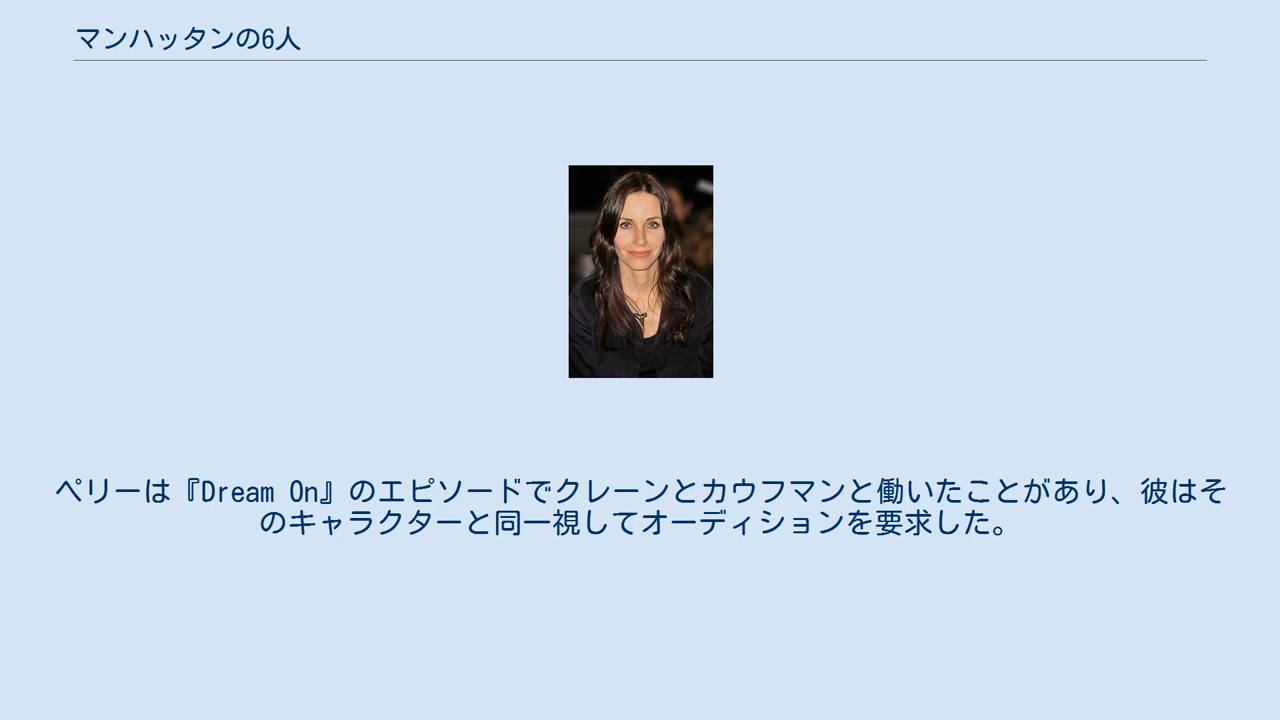 マンハッタンの6人
ペリーは『Dream On』のエピソードでクレーンとカウフマンと働いたことがあり、彼はそ
のキャラクターと同一視してオーディションを要求した。